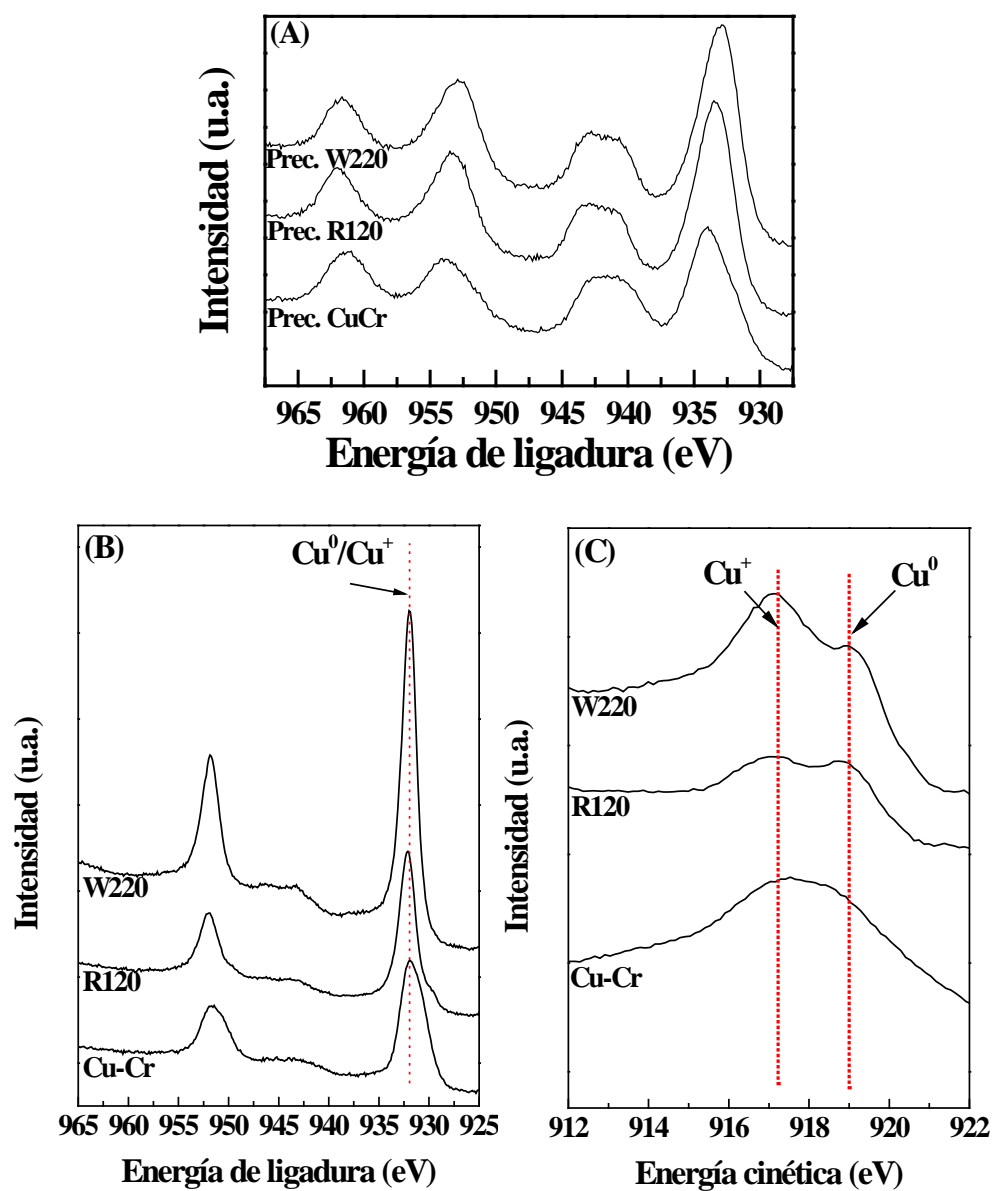 (A)
Intensidad (u.a.)
Prec. W220
Prec. R120
Prec. CuCr
965 960 955 950 945 940 935 930
Energía de ligadura (eV)
(B)
Cu⁰/Cu⁺
Intensidad (u.a.)
W220
R120
Cu-Cr
965 960 955 950 945 940 935 930 925
Energía de ligadura (eV)
(C)
Cu⁺
Cu⁰
Intensidad (u.a.)
W220
R120
Cu-Cr
912 914 916 918 920 922
Energía cinética (eV)